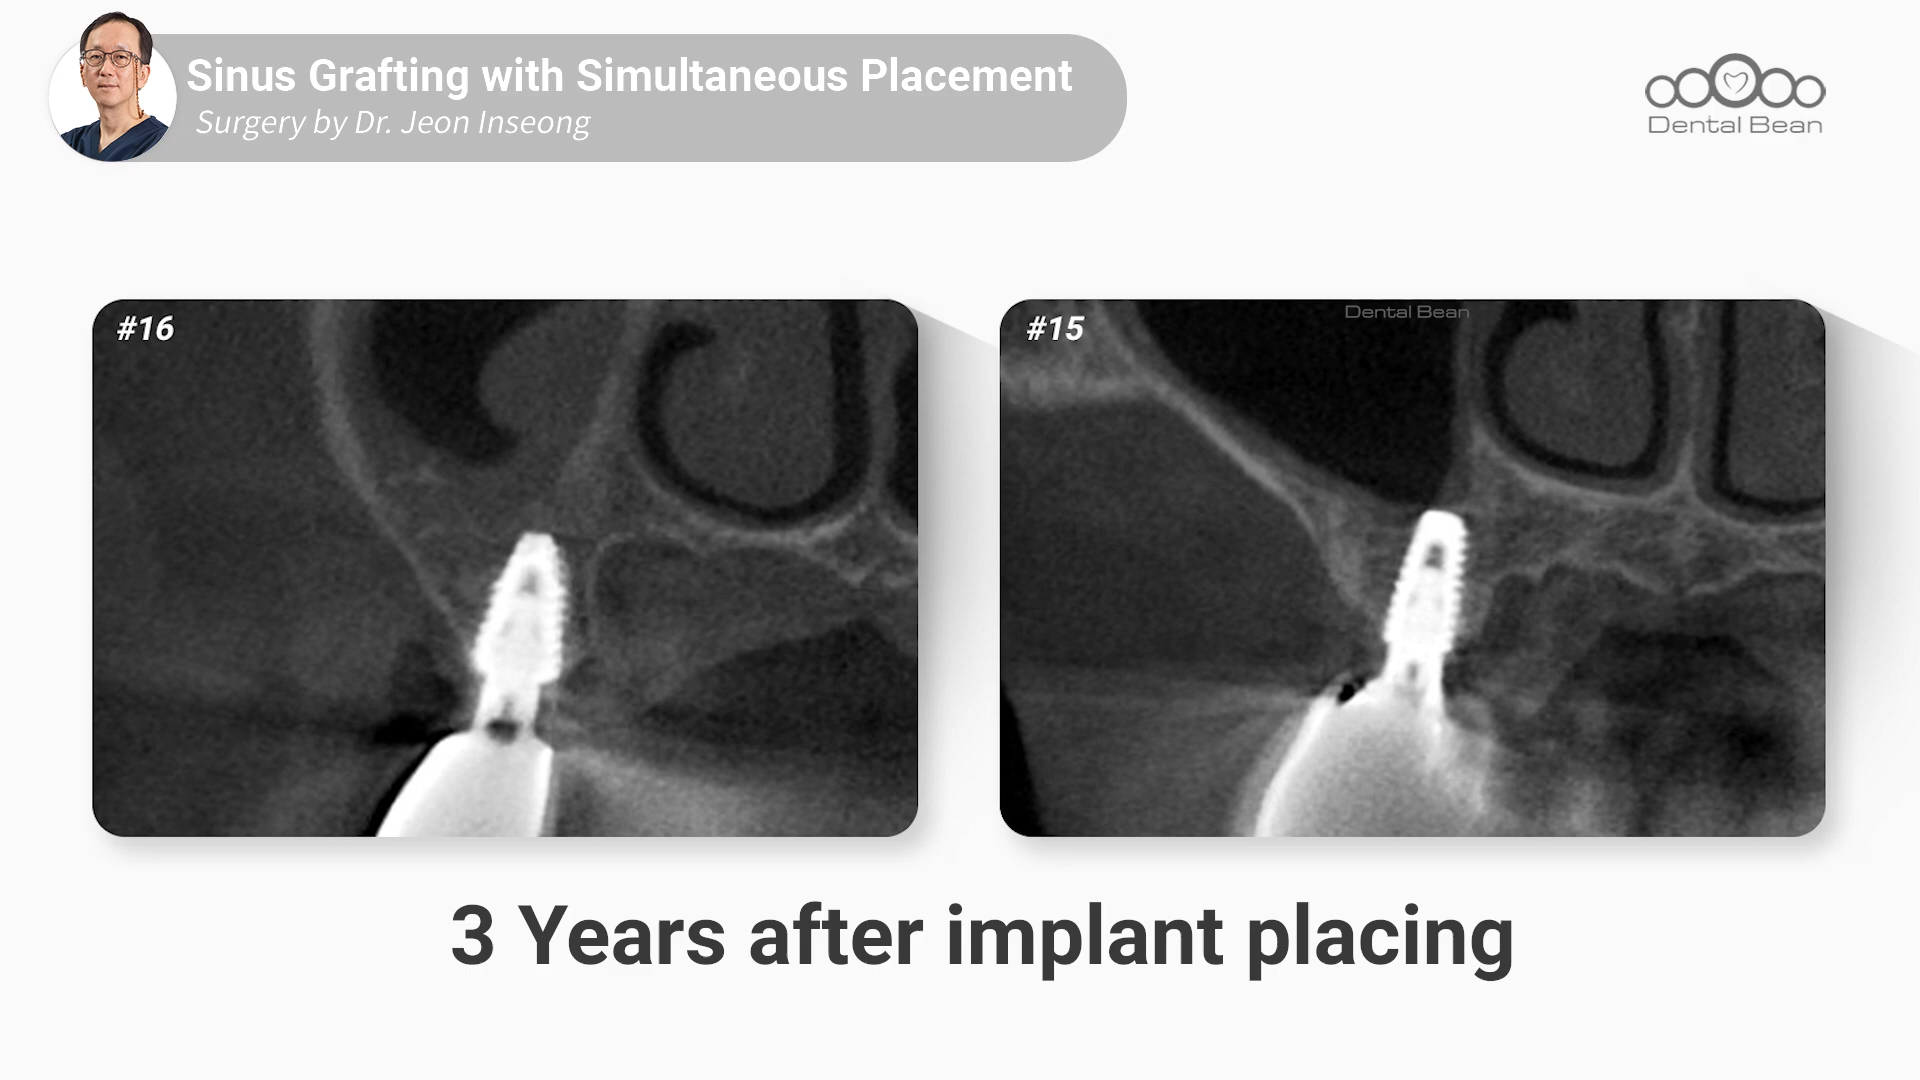 Sinus Grafting with Simultaneous Placement
Surgery by Dr. Jeon Inseong
Dental Bean
#16
#15
Dental Bean
3 Years after implant placing